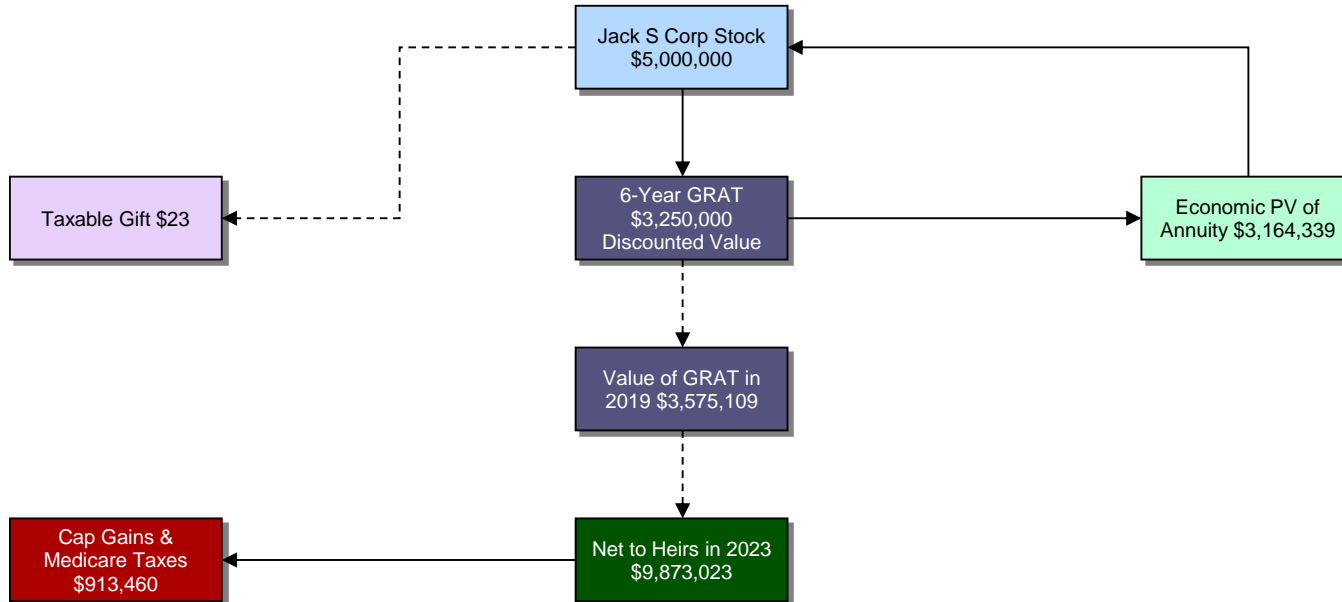 Jack S Corp Stock
$5,000,000
Taxable Gift $23
6-Year GRAT
$3,250,000
Discounted Value
Economic PV of
Annuity $3,164,339
Value of GRAT in
2019 $3,575,109
Cap Gains &
Medicare Taxes
$913,460
Net to Heirs in 2023
$9,873,023